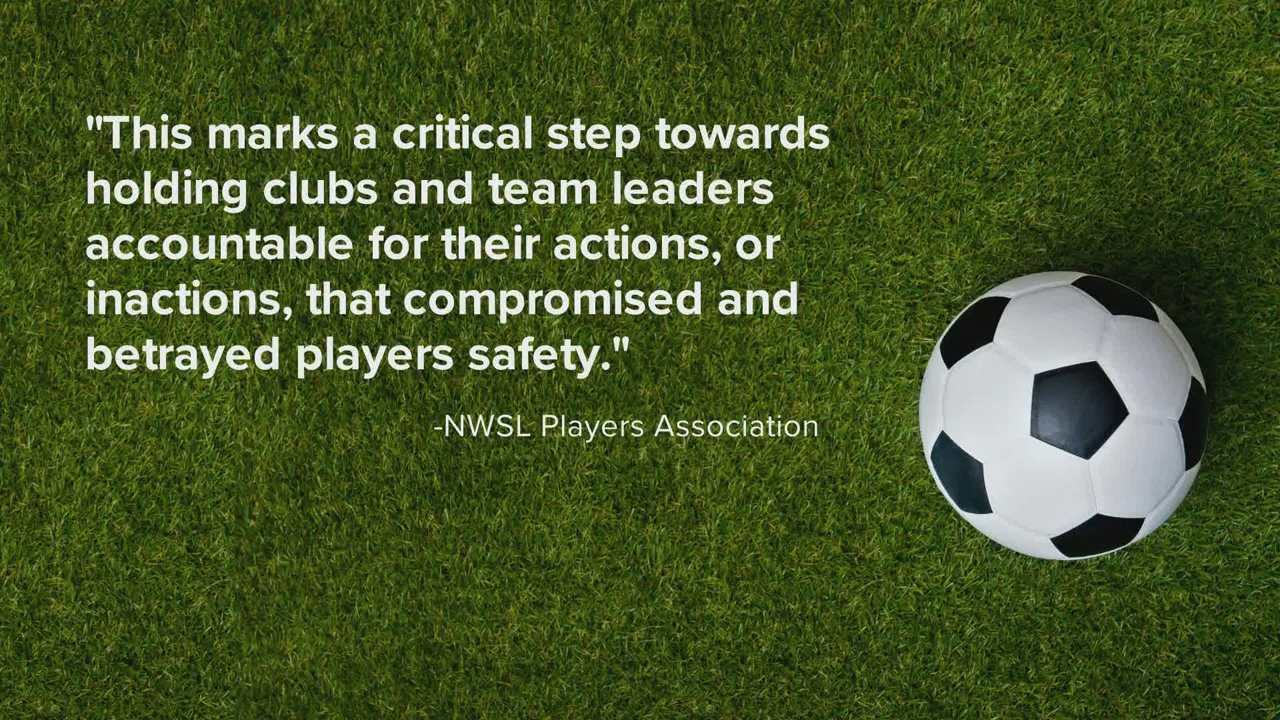 "This marks a critical step towards
holding clubs and team leaders
accountable for their actions, or
inactions, that compromised and
betrayed players safety."
-NWSL Players Association